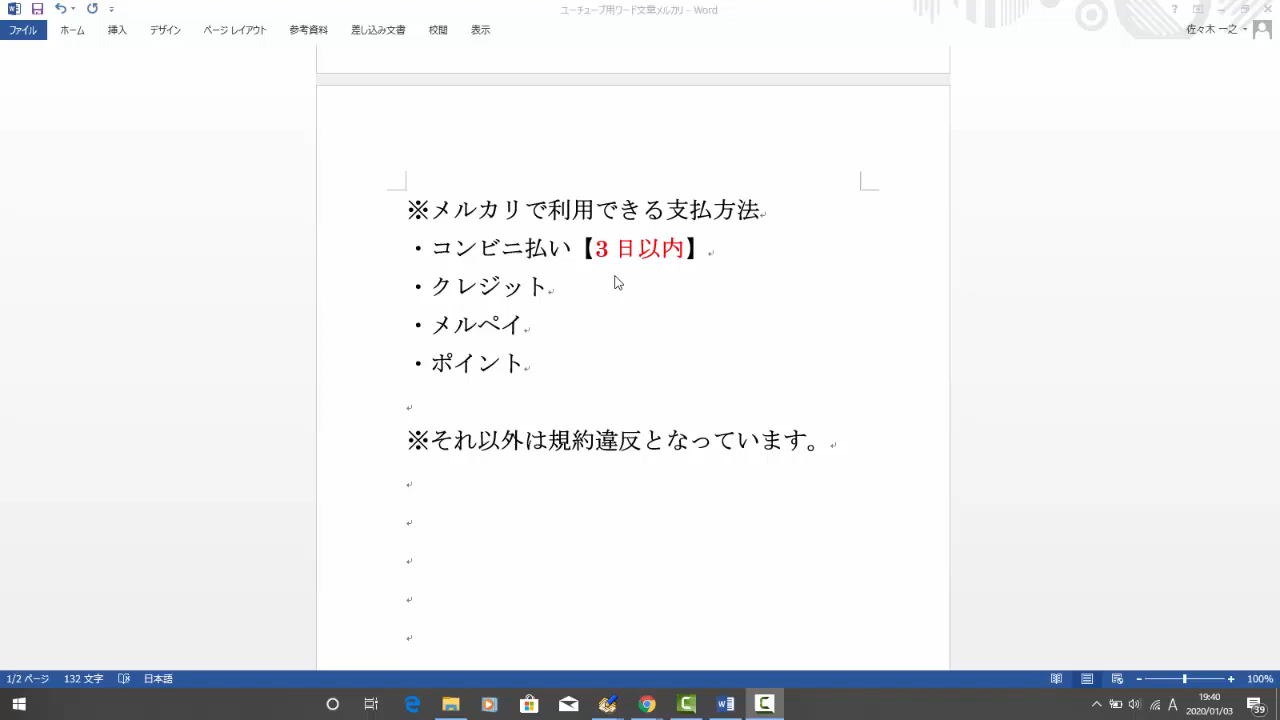 ユーチューブ用ワード文章メルカリ - Word
ファイル ホーム 挿入 デザイン ページ レイアウト 参考資料 差し込み文書 校閲 表示 佐々木 一之
※メルカリで利用できる支払方法
・コンビニ払い【3 日以内】
・クレジット
・メルペイ
・ポイント
※それ以外は規約違反となっています。
1/2 ページ 132 文字 日本語 100%
A 19:40
2020/01/03
39